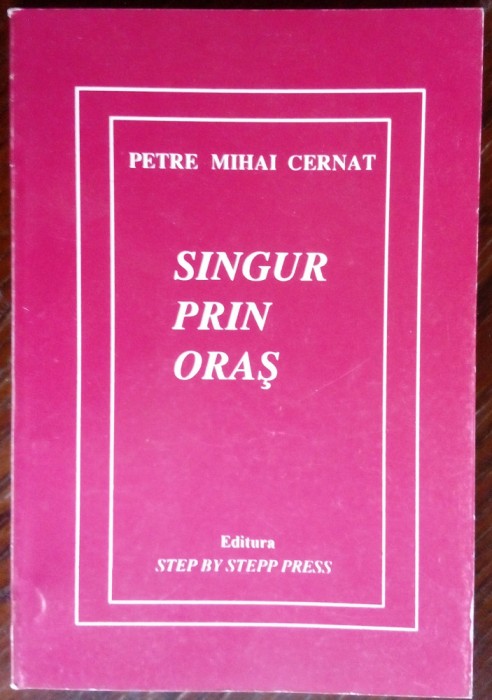 PETRE MIHAI CERNAT
SINGUR
PRIN
ORAŞ
Editura
STEP BY STEPP PRESS